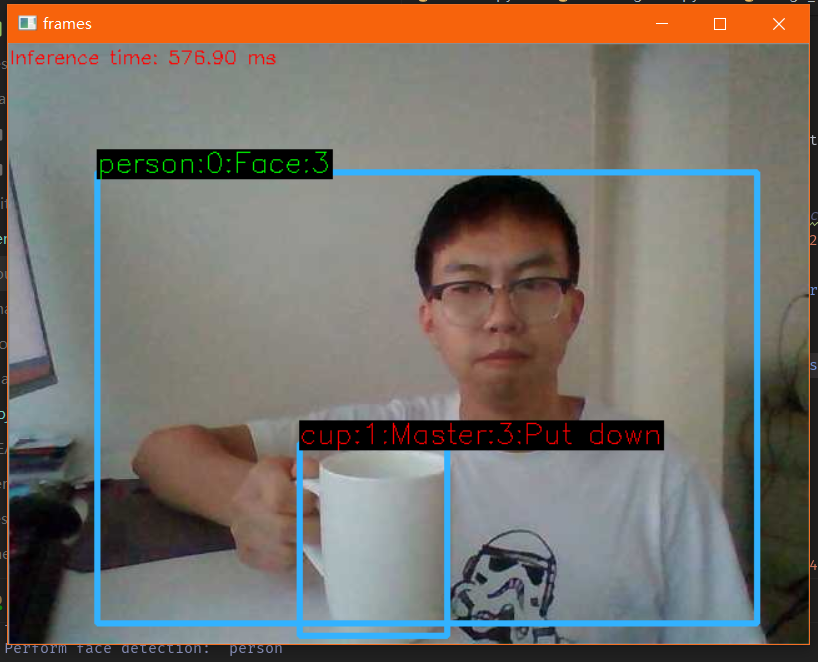 frames
Inference time: 576.90 ms
person:0:Face:3
cup:1:Master:3:Put down
Perform face detection: person